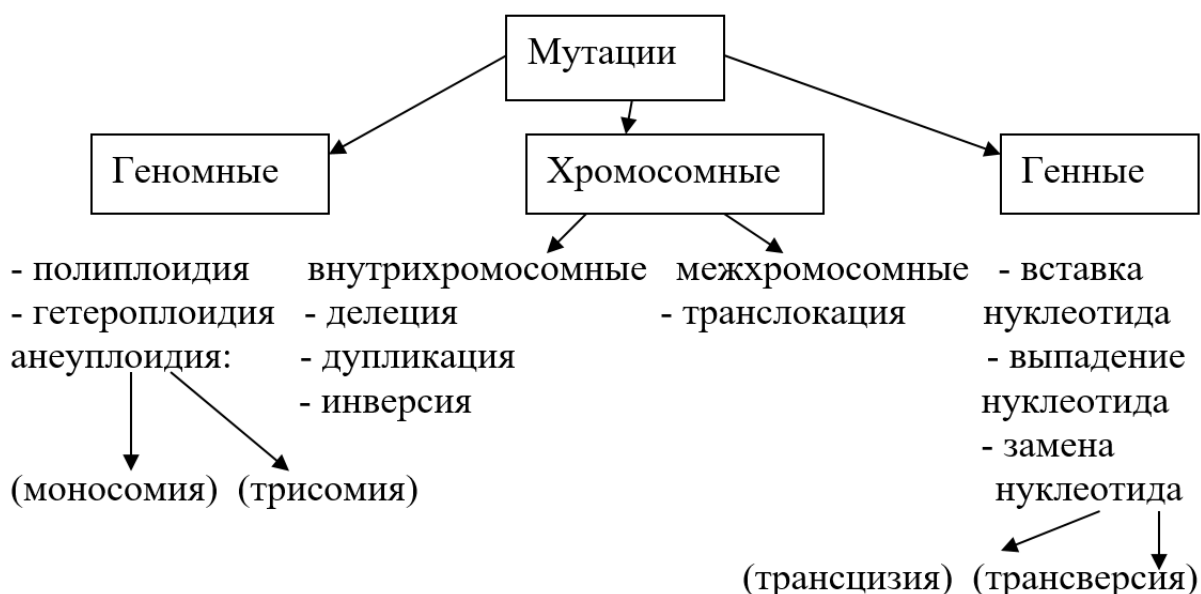 Мутации
Геномные
Хромосомные
Генные
- полиплоидия
- гетероплоидия
анеуплоидия:
(моносомия) (трисомия)
внутрихромосомные
- делеция
- дупликация
- инверсия
межхромосомные
- транслокация
- вставка
нуклеотида
- выпадение
нуклеотида
- замена
нуклеотида
(трансцизия) (трансверсия)